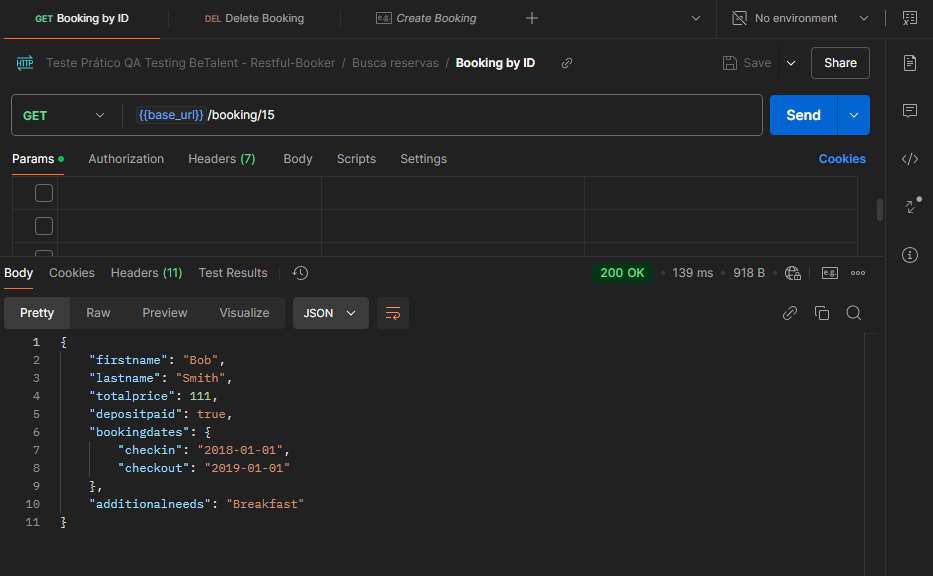 GET Booking by ID DEL Delete Booking e.g. Create Booking No environment
HTTP Teste Prático QA Testing BeTalent - Restful-Booker / Busca reservas / Booking by ID Save Share
GET {{base_url}} /booking/15 Send
Params Authorization Headers (7) Body Scripts Settings Cookies
Body Cookies Headers (11) Test Results 200 OK • 139 ms • 918 B • e.g.
Pretty Raw Preview Visualize JSON
1 {
2 "firstname": "Bob",
3 "lastname": "Smith",
4 "totalprice": 111,
5 "depositpaid": true,
6 "bookingdates": {
7 "checkin": "2018-01-01",
8 "checkout": "2019-01-01"
9 },
10 "additionalneeds": "Breakfast"
11 }